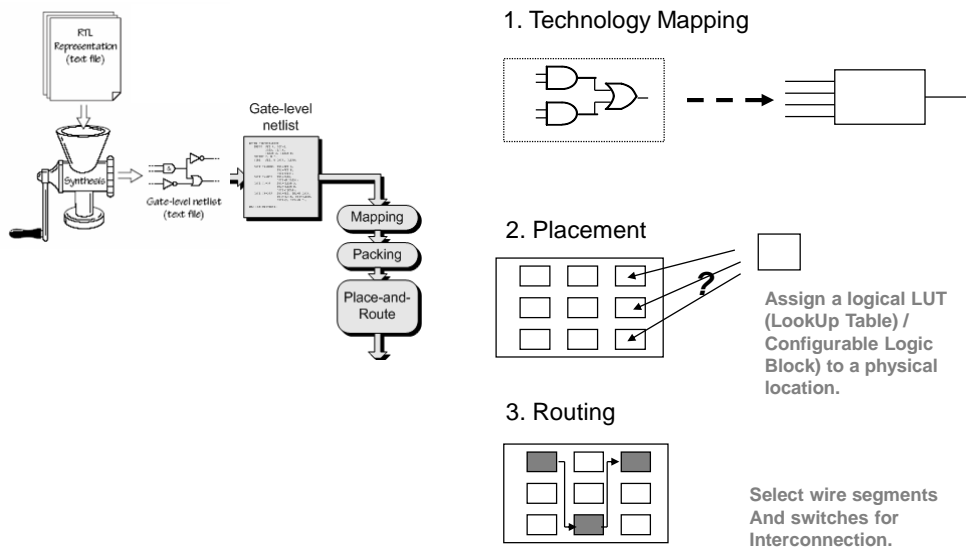 RTL
Representation
(text file)
Synthesis
&
Gate-level netlist
(text file)
Gate-level
netlist
Mapping
Packing
Place-and-
Route
1. Technology Mapping
2. Placement
?
Assign a logical LUT
(LookUp Table) /
Configurable Logic
Block) to a physical
location.
3. Routing
Select wire segments
And switches for
Interconnection.